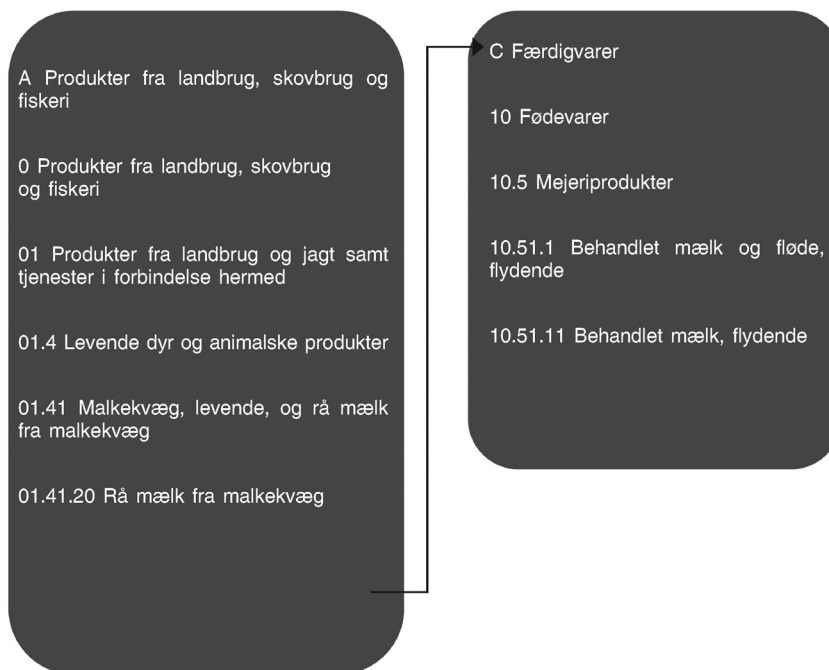 A Produkter fra landbrug, skovbrug og
fiskeri
0 Produkter fra landbrug, skovbrug
og fiskeri
01 Produkter fra landbrug og jagt samt
tjenester i forbindelse hermed
01.4 Levende dyr og animalske produkter
01.41 Malkekvæg, levende, og rå mælk
fra malkekvæg
01.41.20 Rå mælk fra malkekvæg
C Færdigvarer
10 Fødevarer
10.5 Mejeriprodukter
10.51.1 Behandlet mælk og fløde,
flydende
10.51.11 Behandlet mælk, flydende